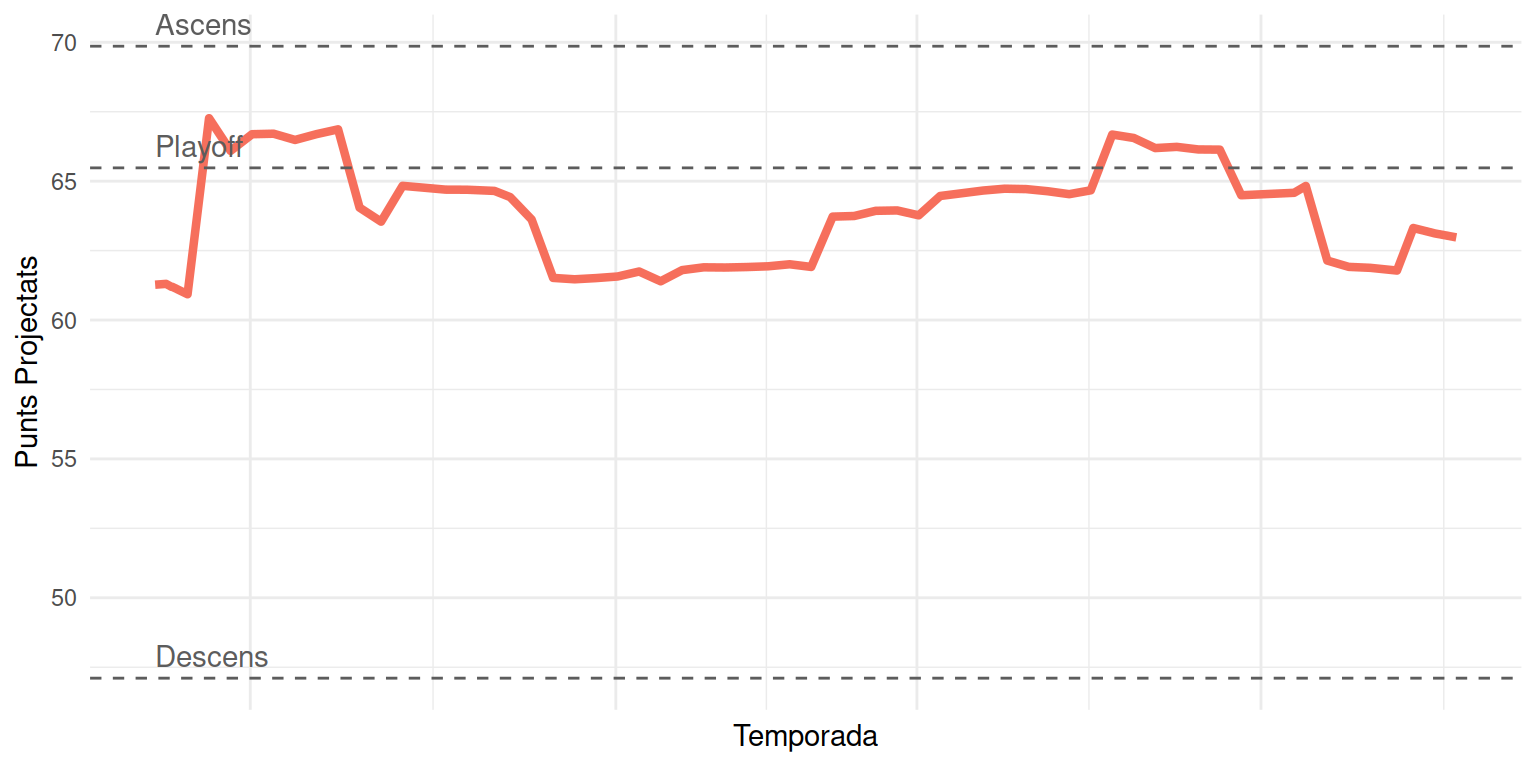 Ascens
70
Playoff
65
60
55
50
Descens
Punts Projectats
Temporada